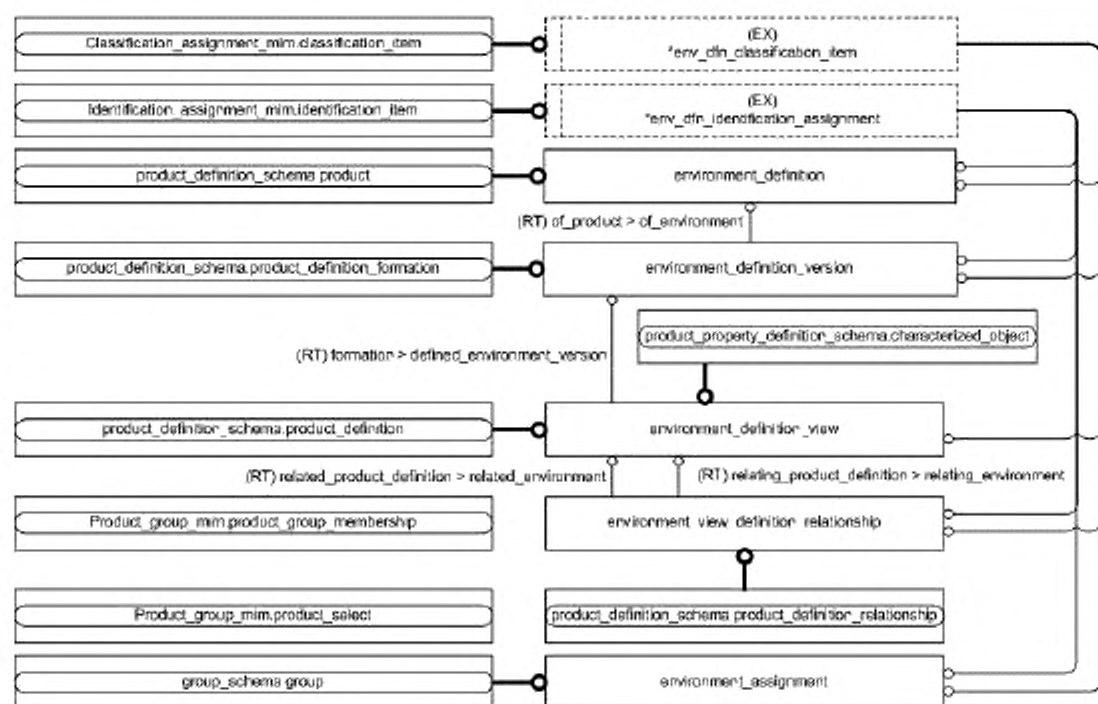 Classification_assignment_mim.classification_item
(EX)
*env_dfn_classification_item
Identification_assignment_mim.identification_item
(EX)
*env_dfn_identification_assignment
product_definition_schema.product
environment_definition
(RT) of_product > of_environment
product_definition_schema.product_definition_formation
environment_definition_version
product_property_definition_schema.characterized_object
(RT) formation > defined_environment_version
product_definition_schema.product_definition
environment_definition_view
(RT) related_product_definition > related_environment
(RT) relating_product_definition > relating_environment
Product_group_mim.product_group_membership
environment_view_definition_relationship
Product_group_mim.product_select
product_definition_schema.product_definition_relationship
group_schema.group
environment_assignment